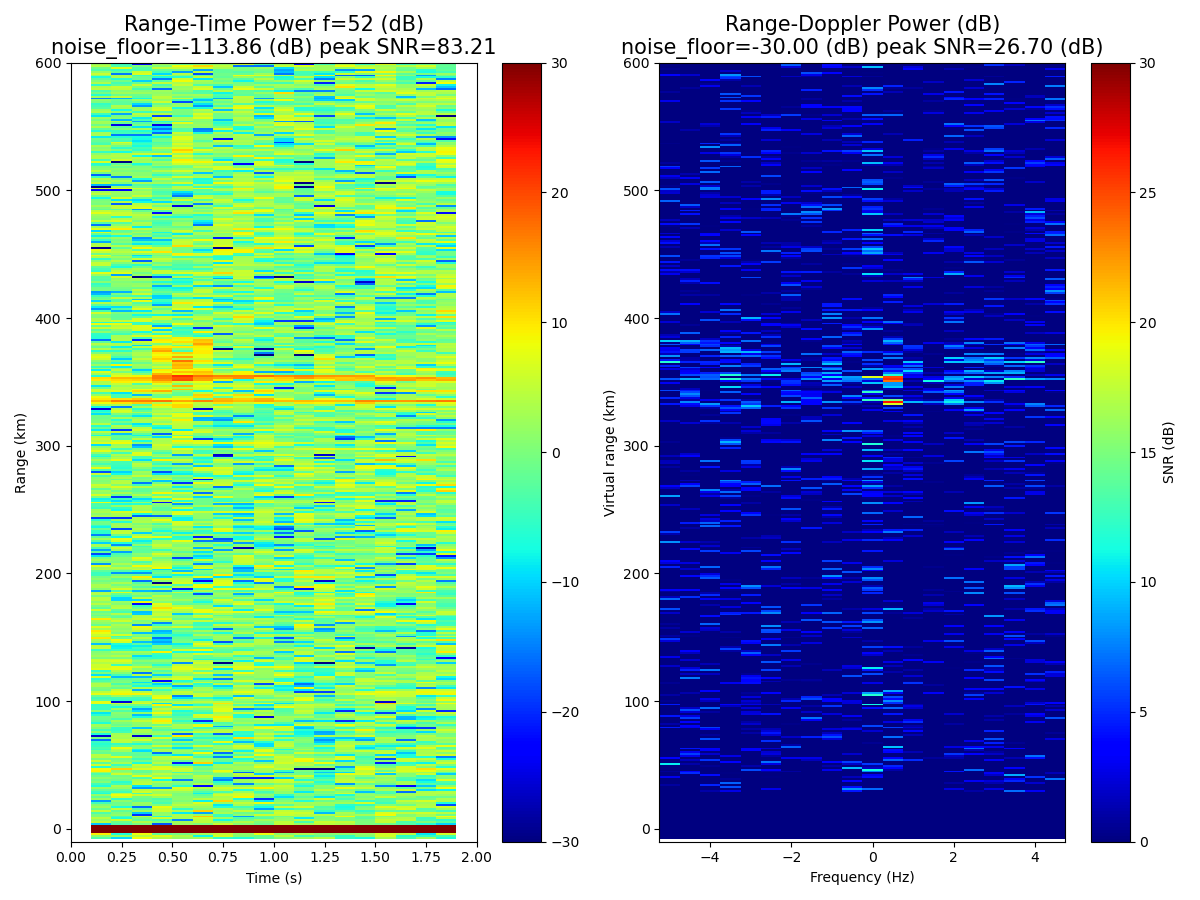 Range-Time Power f=52 (dB)
noise_floor=-113.86 (dB) peak SNR=83.21
Range-Doppler Power (dB)
noise_floor=-30.00 (dB) peak SNR=26.70 (dB)
600
500
400
300
200
100
0
Range (km)
0.00 0.25 0.50 0.75 1.00 1.25 1.50 1.75 2.00
Time (s)
30
20
10
0
−10
−20
−30
600
500
400
300
200
100
0
Virtual range (km)
−4 −2 0 2 4
Frequency (Hz)
30
25
20
15
10
5
0
SNR (dB)